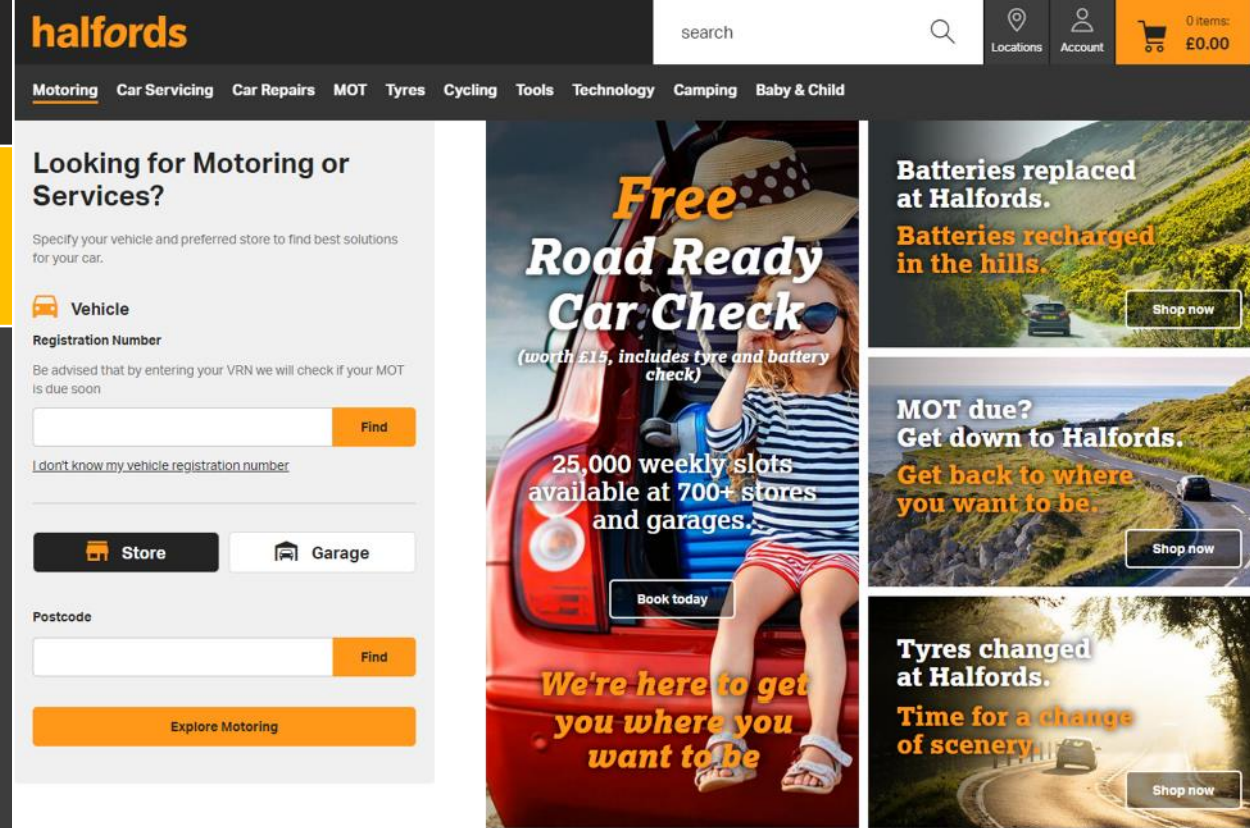 halfords
search
Locations
Account
0 items:
£0.00
Motoring Car Servicing Car Repairs MOT Tyres Cycling Tools Technology Camping Baby & Child
Looking for Motoring or
Services?
Specify your vehicle and preferred store to find best solutions
for your car.
Vehicle
Registration Number
Be advised that by entering your VRN we will check if your MOT
is due soon
Find
I don't know my vehicle registration number
Store
Garage
Postcode
Find
Explore Motoring
Free
Road Ready
Car Check
(worth £15, includes tyre and battery
check)
25,000 weekly slots
available at 700+ stores
and garages.
Book today
We're here to get
you where you
want to be
Batteries replaced
at Halfords.
Batteries recharged
in the hills.
Shop now
MOT due?
Get down to Halfords.
Get back to where
you want to be.
Shop now
Tyres changed
at Halfords.
Time for a change
of scenery.
Shop now